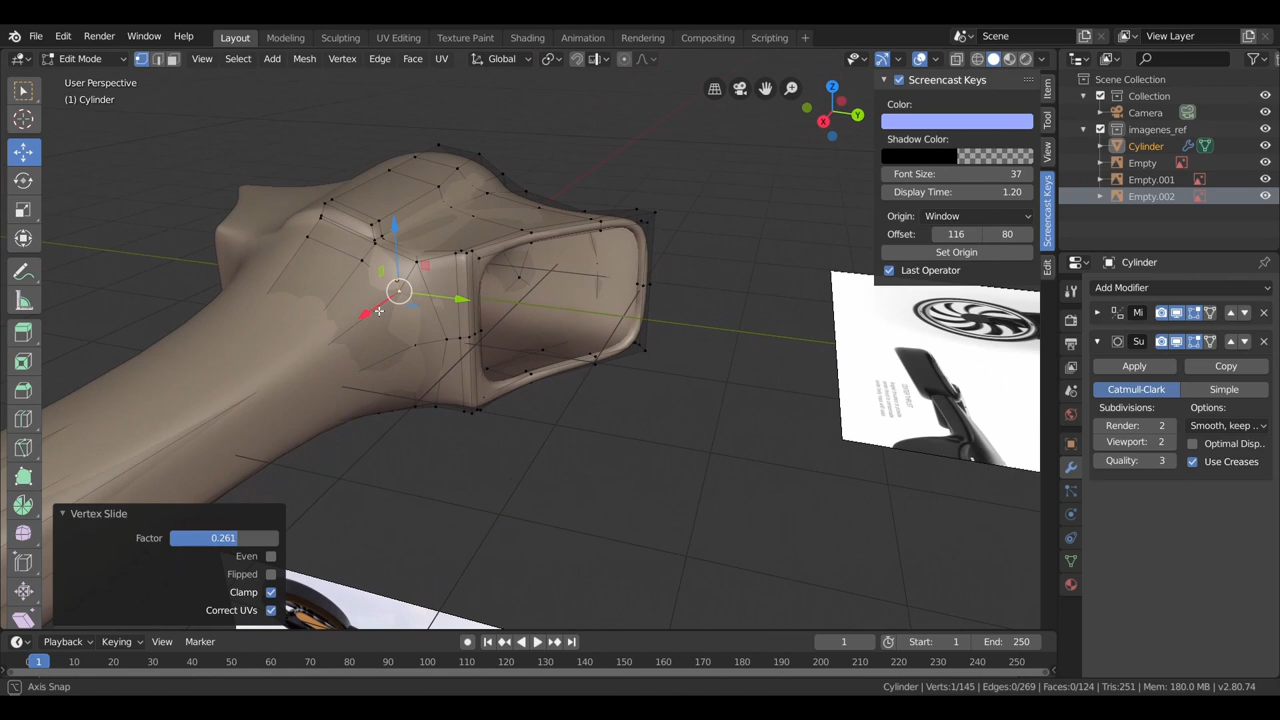 File Edit Render Window Help Layout Modeling Sculpting UV Editing Texture Paint Shading Animation Rendering Compositing Scripting + Scene View Layer
Edit Mode View Select Add Mesh Vertex Edge Face UV Global
User Perspective
(1) Cylinder
Screencast Keys
Color:
Shadow Color:
Font Size: 37
Display Time: 1.20
Origin: Window
Offset: 116 80
Set Origin
Last Operator
Item
Tool
View
Screencast Keys
Edit
Z
Y
X
Scene Collection
Collection
Camera
imagenes_ref
Cylinder
Empty
Empty.001
Empty.002
Cylinder
Add Modifier
Mi
Su
Apply Copy
Catmull-Clark Simple
Subdivisions: Options:
Render: 2 Smooth, keep ..
Viewport: 2 Optimal Disp..
Quality: 3 Use Creases
Vertex Slide
Factor 0.261
Even
Flipped
Clamp
Correct UVs
Playback Keying View Marker 1 Start: 1 End: 250
1 10 20 30 40 50 60 70 80 90 100 110 120 130 140 150 160 170 180 190 200 210 220 230 240 250
Axis Snap Cylinder | Verts:1/145 | Edges:0/269 | Faces:0/124 | Tris:251 | Mem: 180.0 MB | v2.80.74